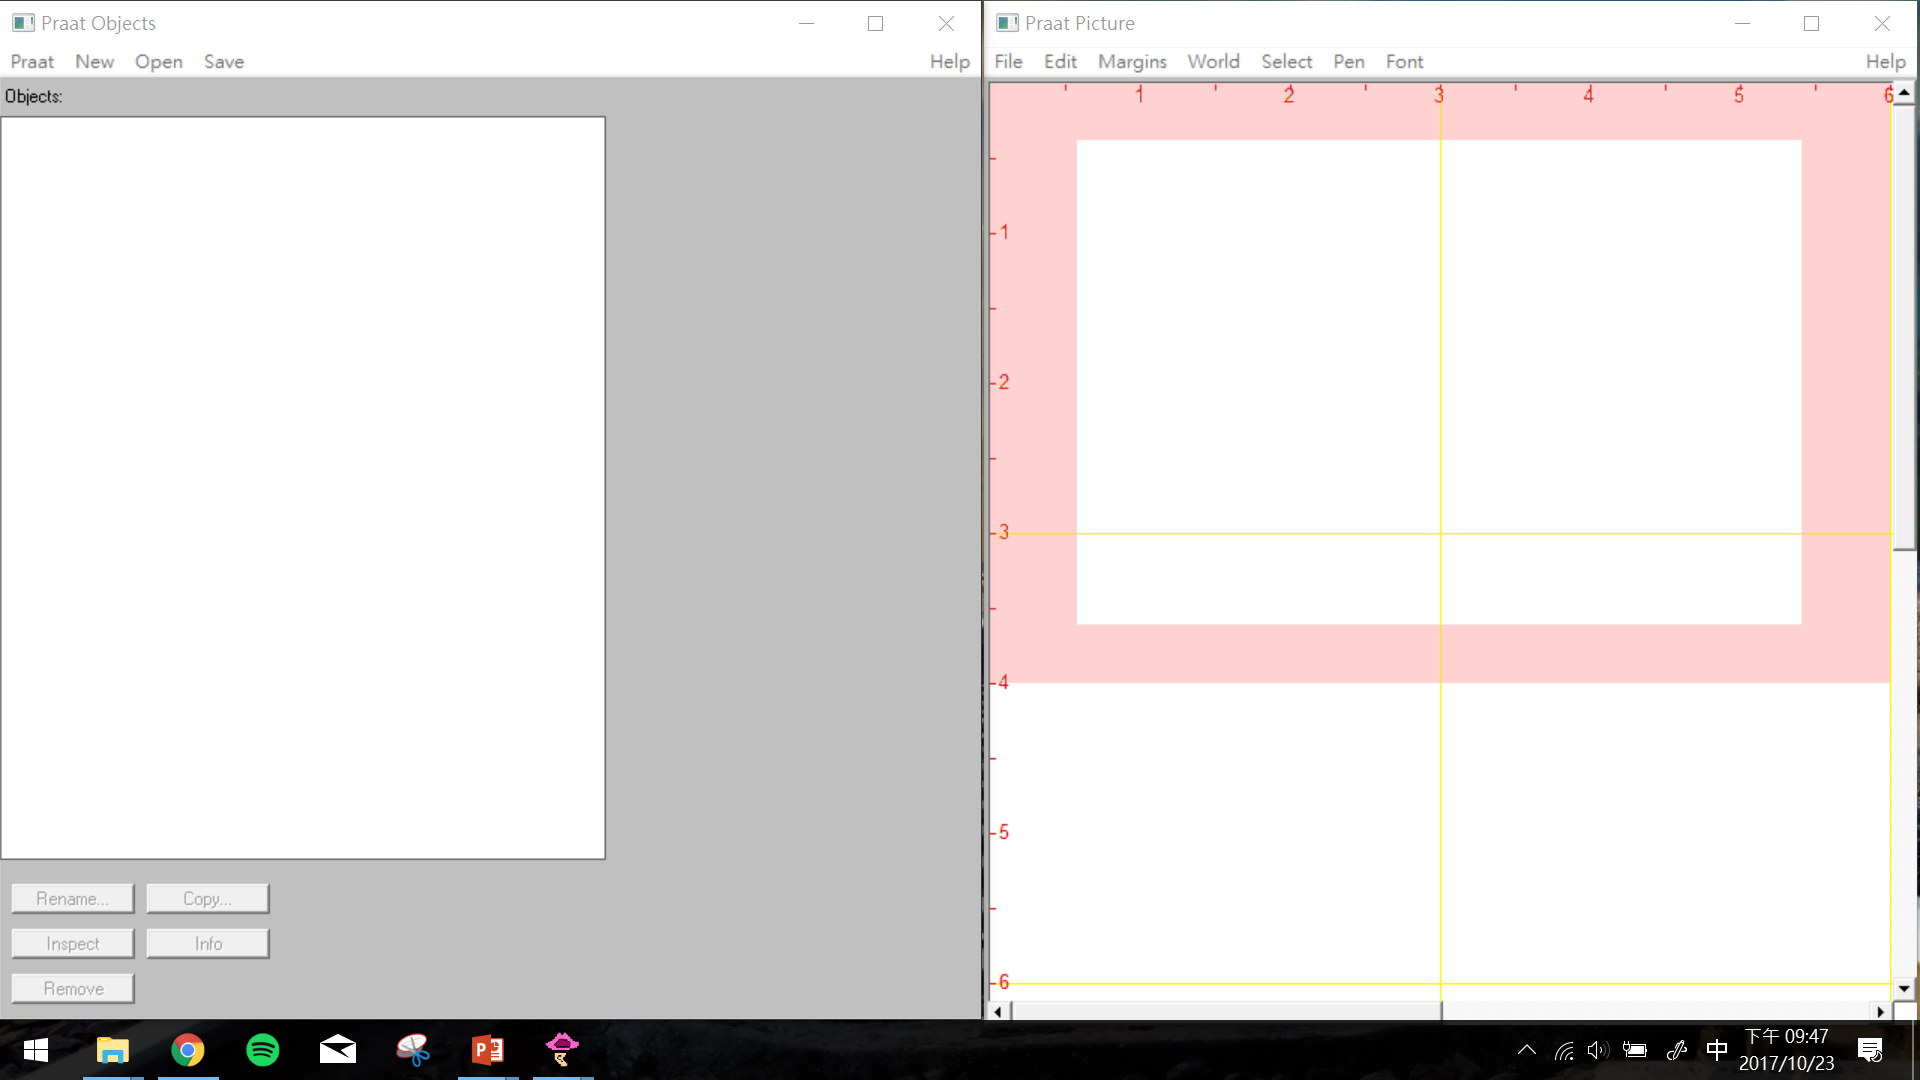 Praat Objects
Praat New Open Save Help
Objects:
Rename... Copy...
Inspect Info
Remove
Praat Picture
File Edit Margins World Select Pen Font Help
1 2 3 4 5 6
1
2
3
4
5
6
中
下午 09:47
2017/10/23